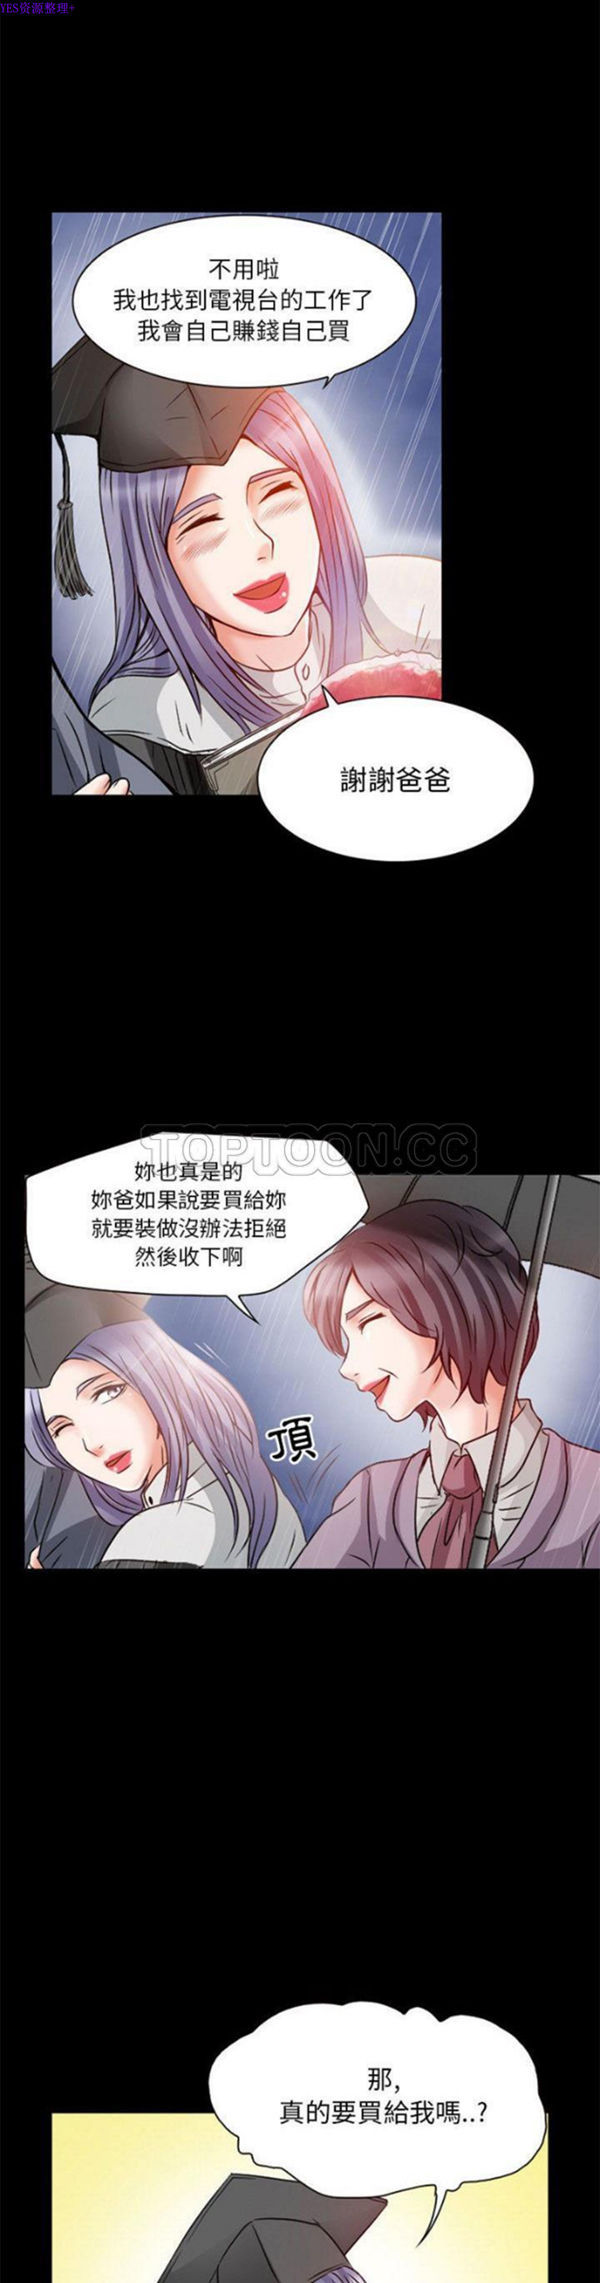 YES资源整理+
不用啦
我也找到電視台的工作了
我會自己賺錢自己買
謝謝爸爸
TOPTOON.CC
妳也真是的
妳爸如果說要買給妳
就要裝做沒辦法拒絕
然後收下啊
頂
那,
真的要買給我嗎..?